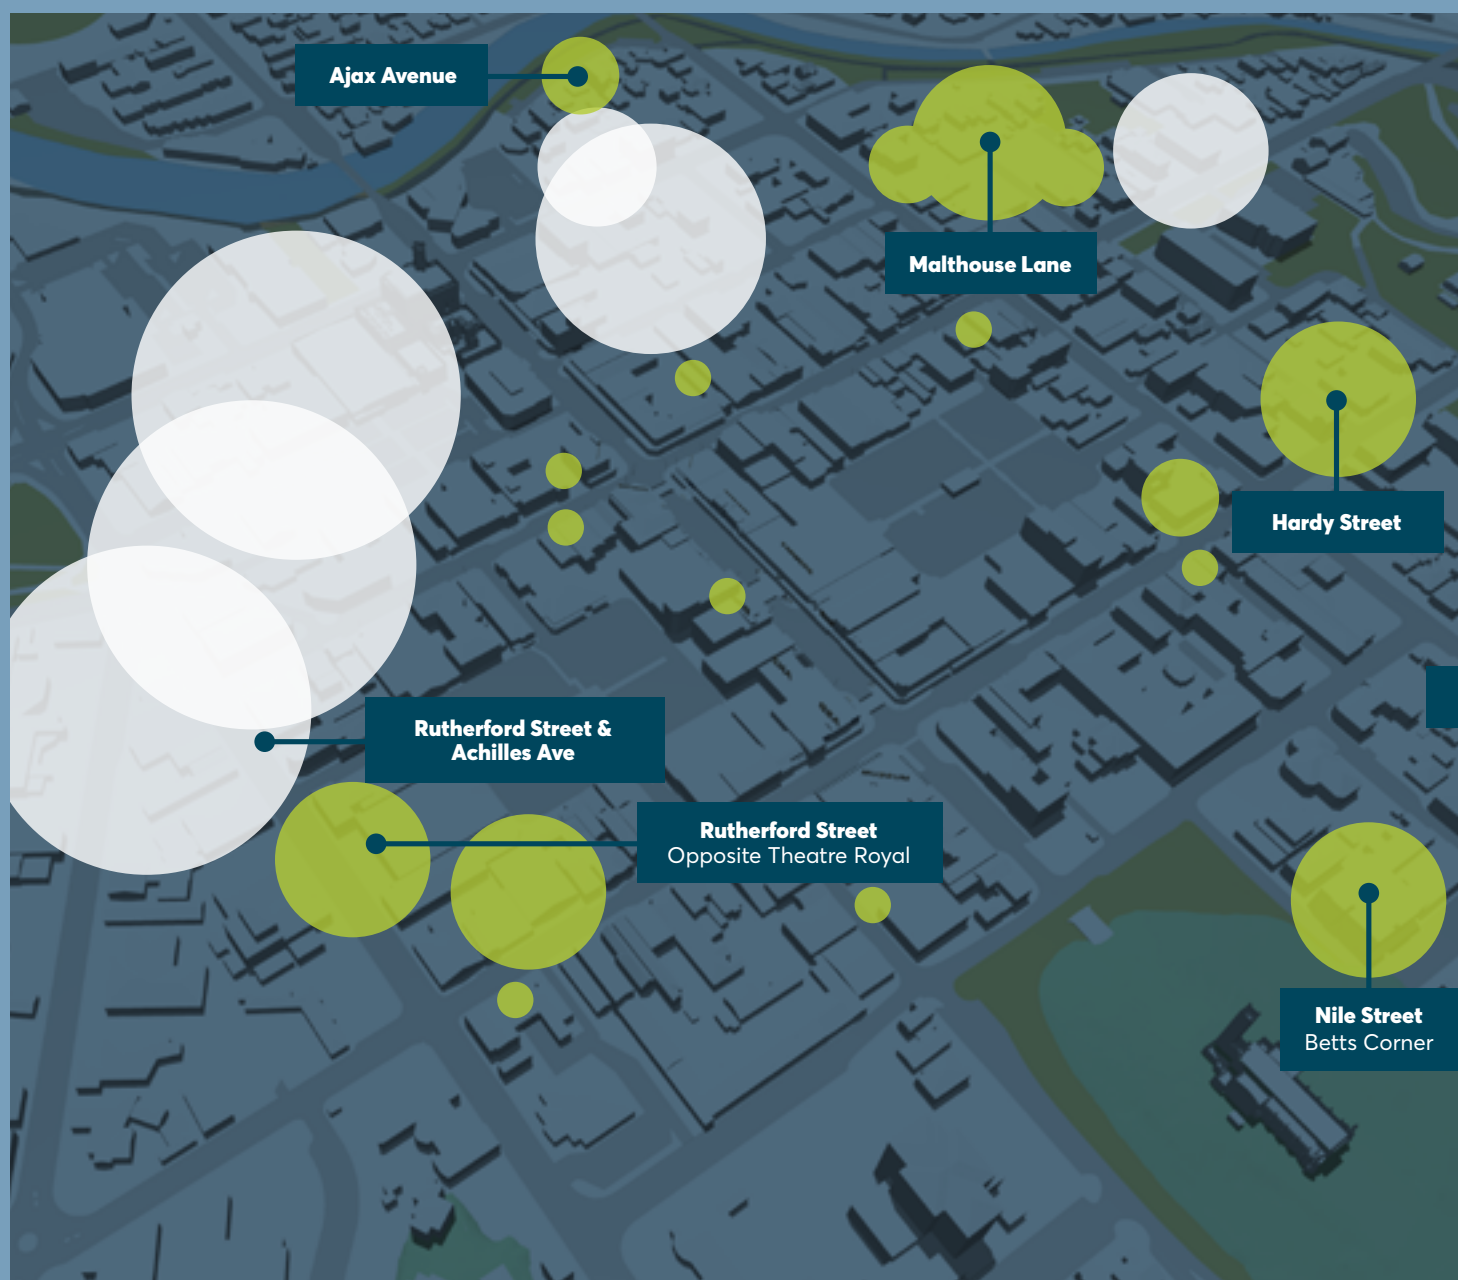 Ajax Avenue
Malthouse Lane
Hardy Street
Rutherford Street &
Achilles Ave
Rutherford Street
Opposite Theatre Royal
Nile Street
Betts Corner